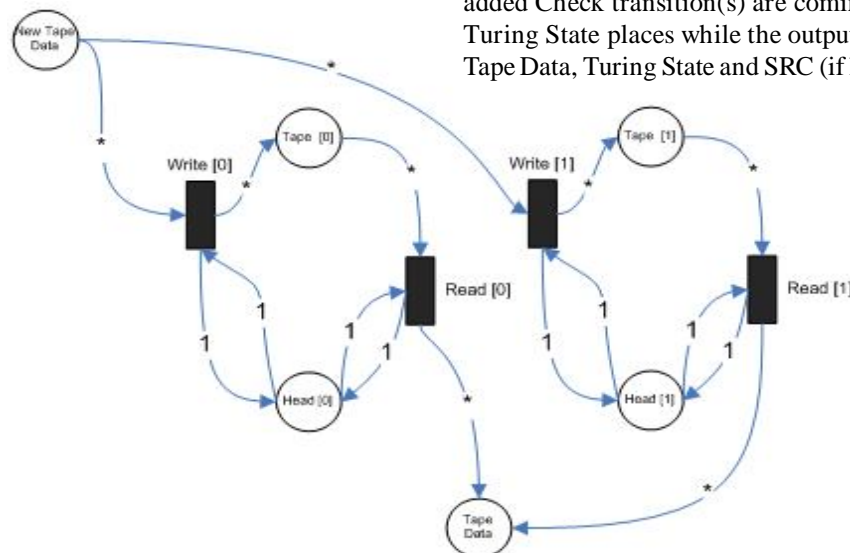 added Check transition(s) are comin
Turing State places while the output
Tape Data, Turing State and SRC (if
New Tape
Data
*
*
Tape [0]
Tape [1]
Write [0]
Write [1]
*
*
*
*
Read [0]
Read [1]
1
1
1
1
1
1
1
1
Head [0]
Head [1]
*
*
Tape
Data